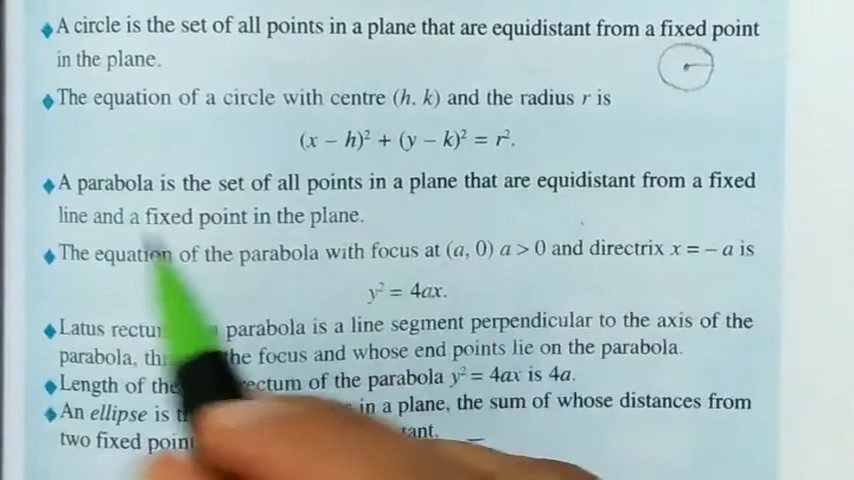 A circle is the set of all points in a plane that are equidistant from a fixed point
in the plane.
The equation of a circle with centre (h. k) and the radius r is
(x – h)² + (y – k)² = r².
A parabola is the set of all points in a plane that are equidistant from a fixed
line and a fixed point in the plane.
The equation of the parabola with focus at (a, 0) a > 0 and directrix x = – a is
y² = 4ax.
Latus parabola is a line segment perpendicular to the axis of the
parabola, the focus and whose end points lie on the parabola.
Length of the rectum of the parabola y² = 4ax is 4a.
An ellipse is in a plane, the sum of whose distances from
two fixed